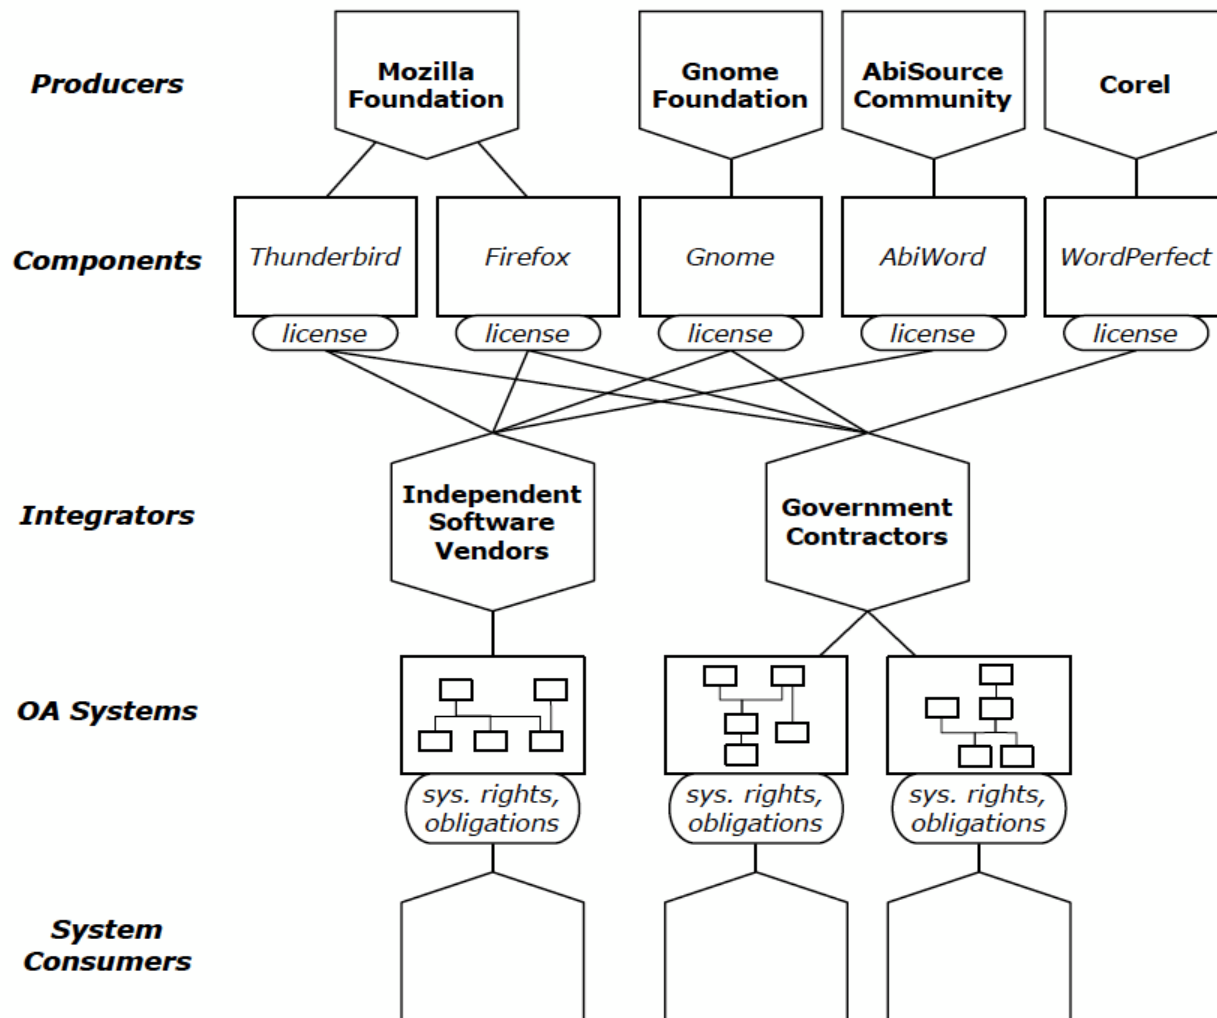 Producers
Mozilla
Foundation
Gnome
Foundation
AbiSource
Community
Corel
Components
Thunderbird
Firefox
Gnome
AbiWord
WordPerfect
license
license
license
license
license
Integrators
Independent
Software
Vendors
Government
Contractors
OA Systems
sys. rights,
obligations
sys. rights,
obligations
sys. rights,
obligations
System
Consumers